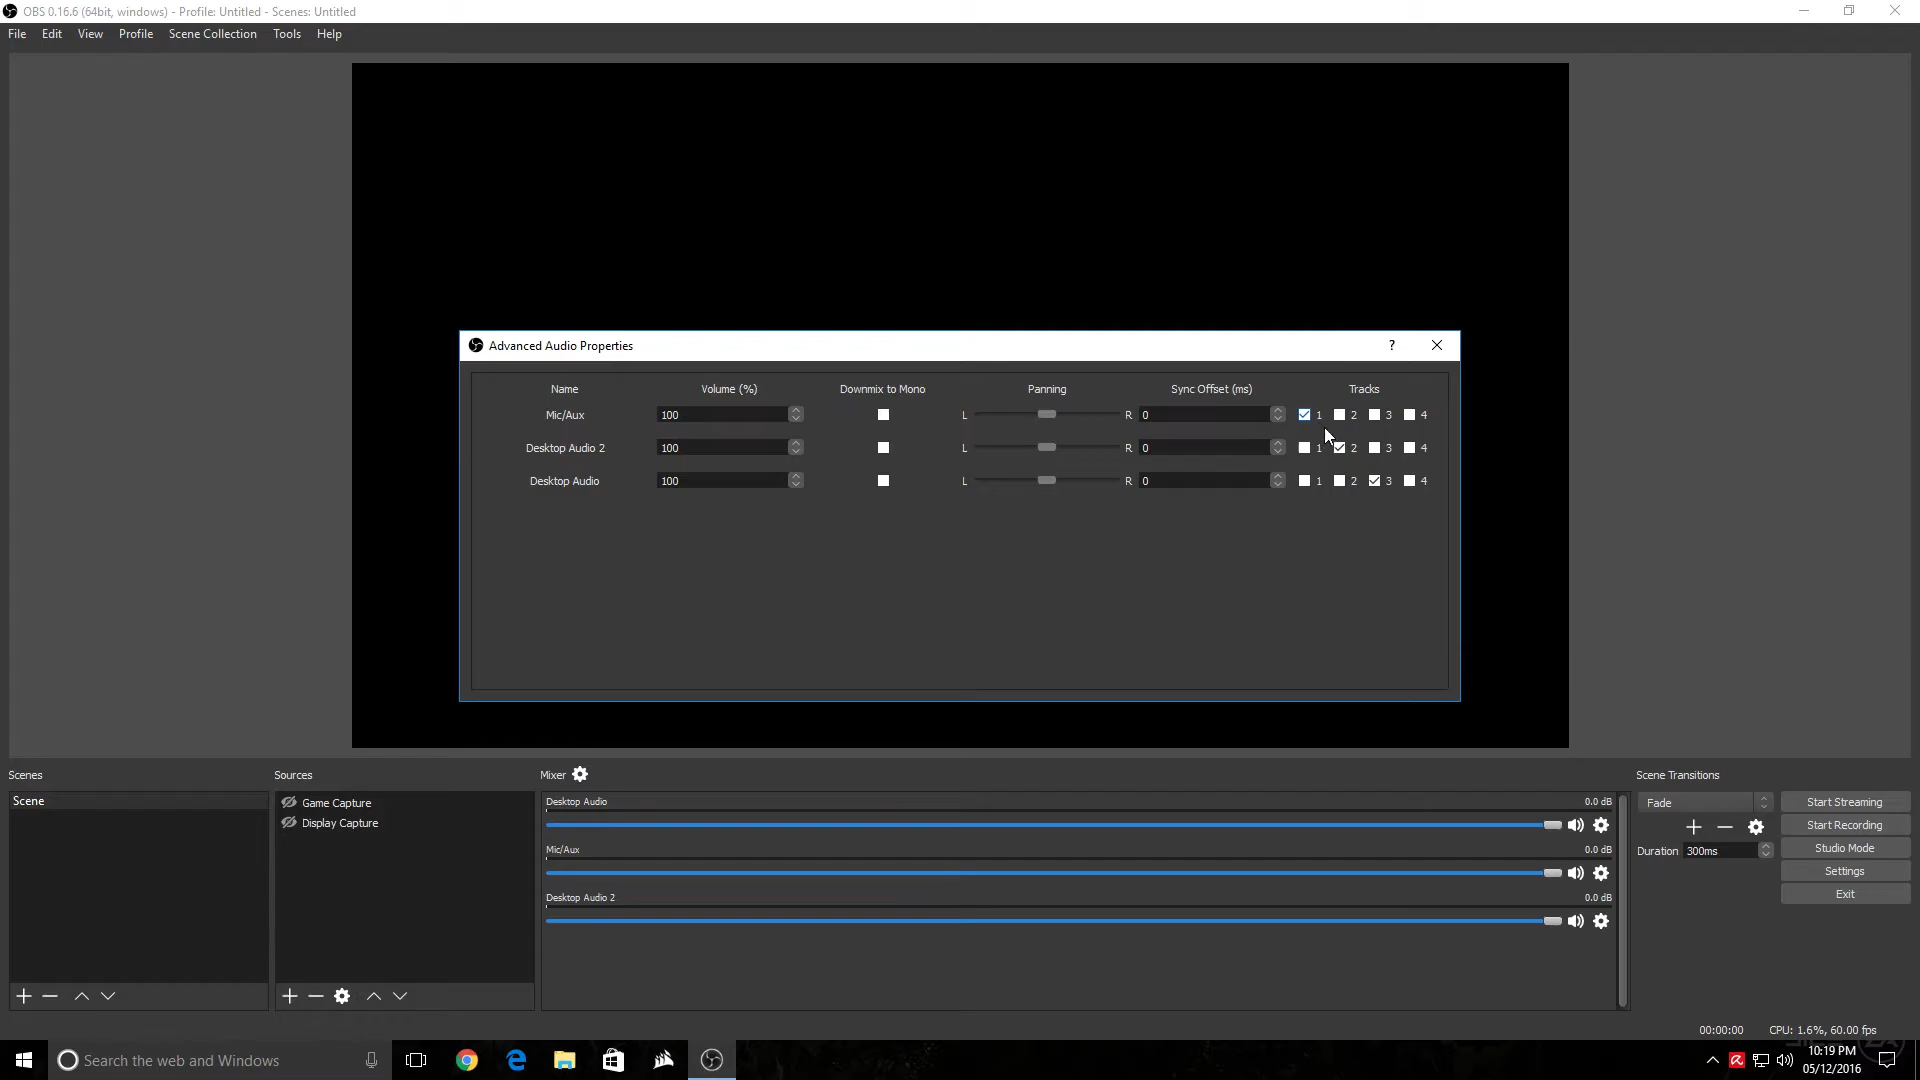 OBS 0.16.6 (64bit, windows) - Profile: Untitled - Scenes: Untitled
File Edit View Profile Scene Collection Tools Help
Advanced Audio Properties
?
Name Volume (%) Downmix to Mono Panning Sync Offset (ms) Tracks
Mic/Aux 100 L R 0 1 2 3 4
Desktop Audio 2 100 L R 0 1 2 3 4
Desktop Audio 100 L R 0 1 2 3 4
Scenes
Scene
Sources
Game Capture
Display Capture
Mixer
Desktop Audio 0.0 dB
Mic/Aux 0.0 dB
Desktop Audio 2 0.0 dB
Scene Transitions
Fade
Duration 300ms
Start Streaming
Start Recording
Studio Mode
Settings
Exit
00:00:00 CPU: 1.6%, 60.00 fps
Search the web and Windows
10:19 PM
05/12/2016